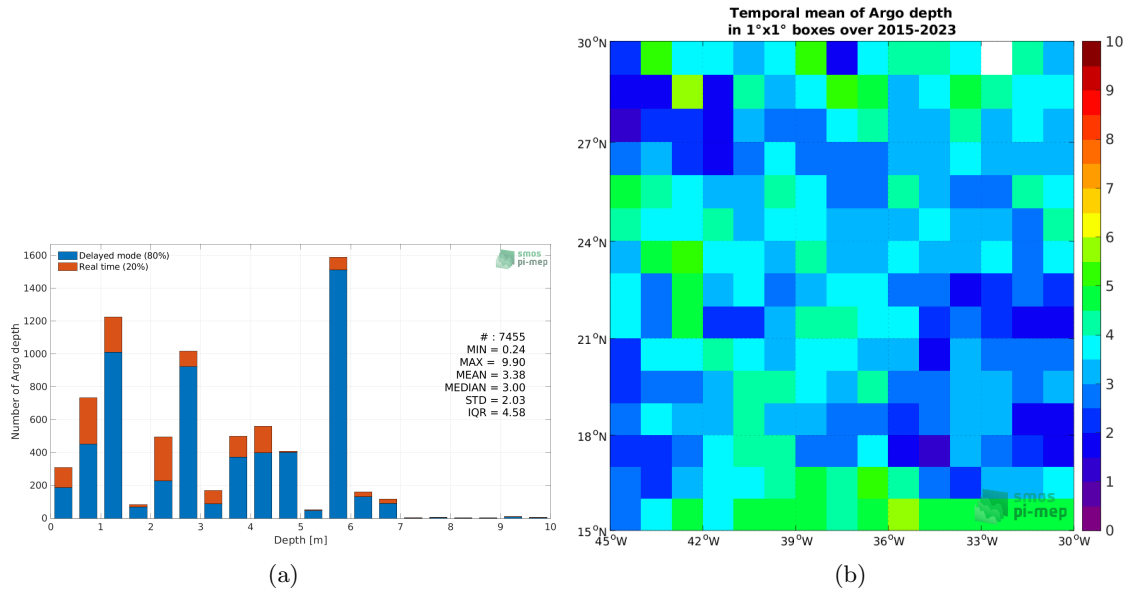 Delayed mode (80%)
Real time (20%)
smos
pi-mep
# : 7455
MIN = 0.24
MAX = 9.90
MEAN = 3.38
MEDIAN = 3.00
STD = 2.03
IQR = 4.58
Number of Argo depth
1600
1400
1200
1000
800
600
400
200
0
0 1 2 3 4 5 6 7 8 9 10
Depth [m]
(a)
Temporal mean of Argo depth
in 1°x1° boxes over 2015-2023
30°N
27°N
24°N
21°N
18°N
15°N
45°W 42°W 39°W 36°W 33°W 30°W
smos
pi-mep
10
9
8
7
6
5
4
3
2
1
0
(b)